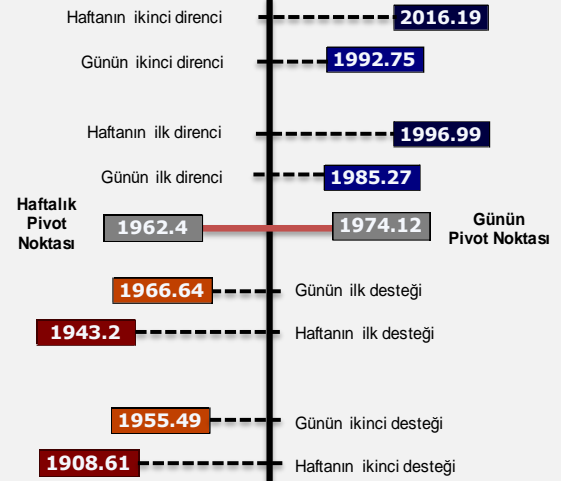 Haftanın ikinci direnci 2016.19
Günün ikinci direnci 1992.75
Haftanın ilk direnci 1996.99
Günün ilk direnci 1985.27
Haftalık
Pivot
Noktası
1962.4
1974.12
Günün
Pivot Noktası
1966.64 Günün ilk desteği
1943.2 Haftanın ilk desteği
1955.49 Günün ikinci desteği
1908.61 Haftanın ikinci desteği